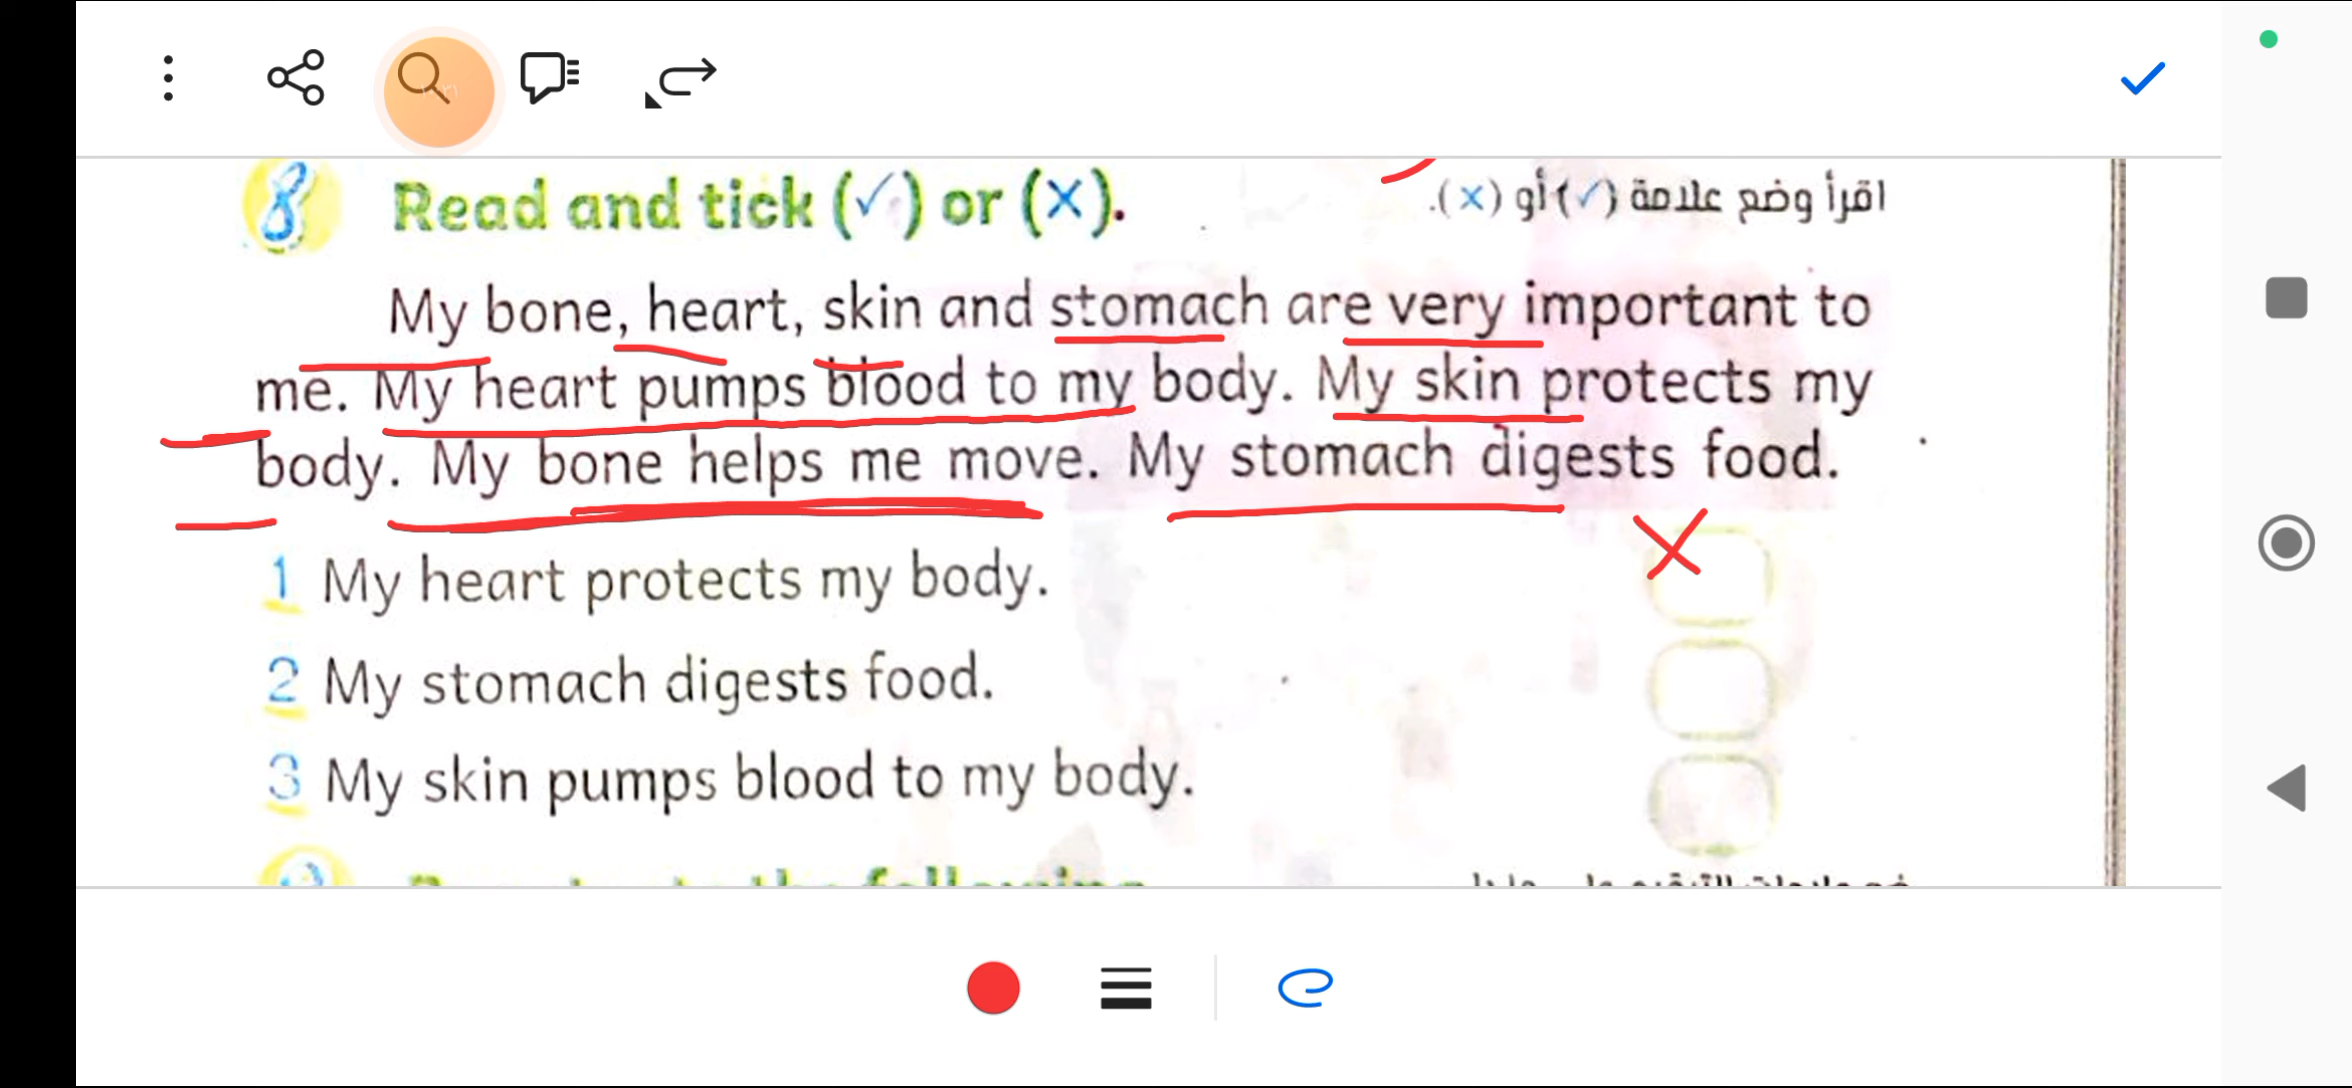 8 Read and tick (✓) or (✗).
اقرأ وضع علامة (✓) أو (✗).
My bone, heart, skin and stomach are very important to
me. My heart pumps blood to my body. My skin protects my
body. My bone helps me move. My stomach digests food.
1 My heart protects my body.
2 My stomach digests food.
3 My skin pumps blood to my body.
the following